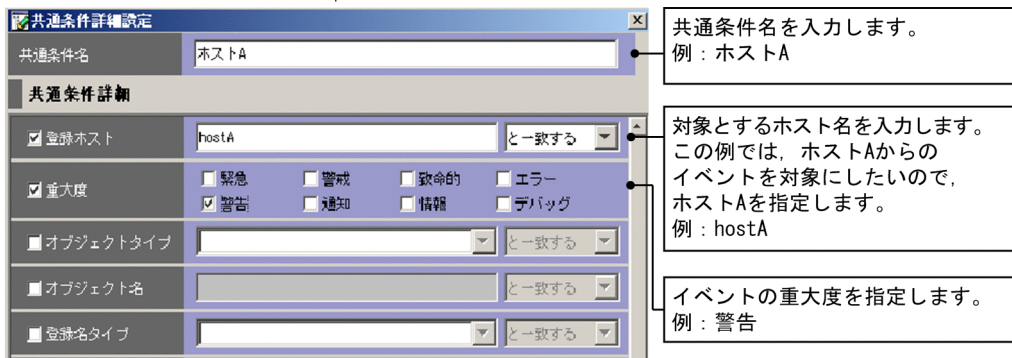 共通条件詳細設定
共通条件名
ホストA
共通条件詳細
登録ホスト
hostA
と一致する
重大度
緊急
警戒
致命的
エラー
警告
通知
情報
デバッグ
オブジェクトタイプ
と一致する
オブジェクト名
と一致する
登録名タイプ
と一致する
共通条件名を入力します。
例：ホストA
対象とするホスト名を入力します。
この例では，ホストAからの
イベントを対象にしたいので，
ホストAを指定します。
例：hostA
イベントの重大度を指定します。
例：警告